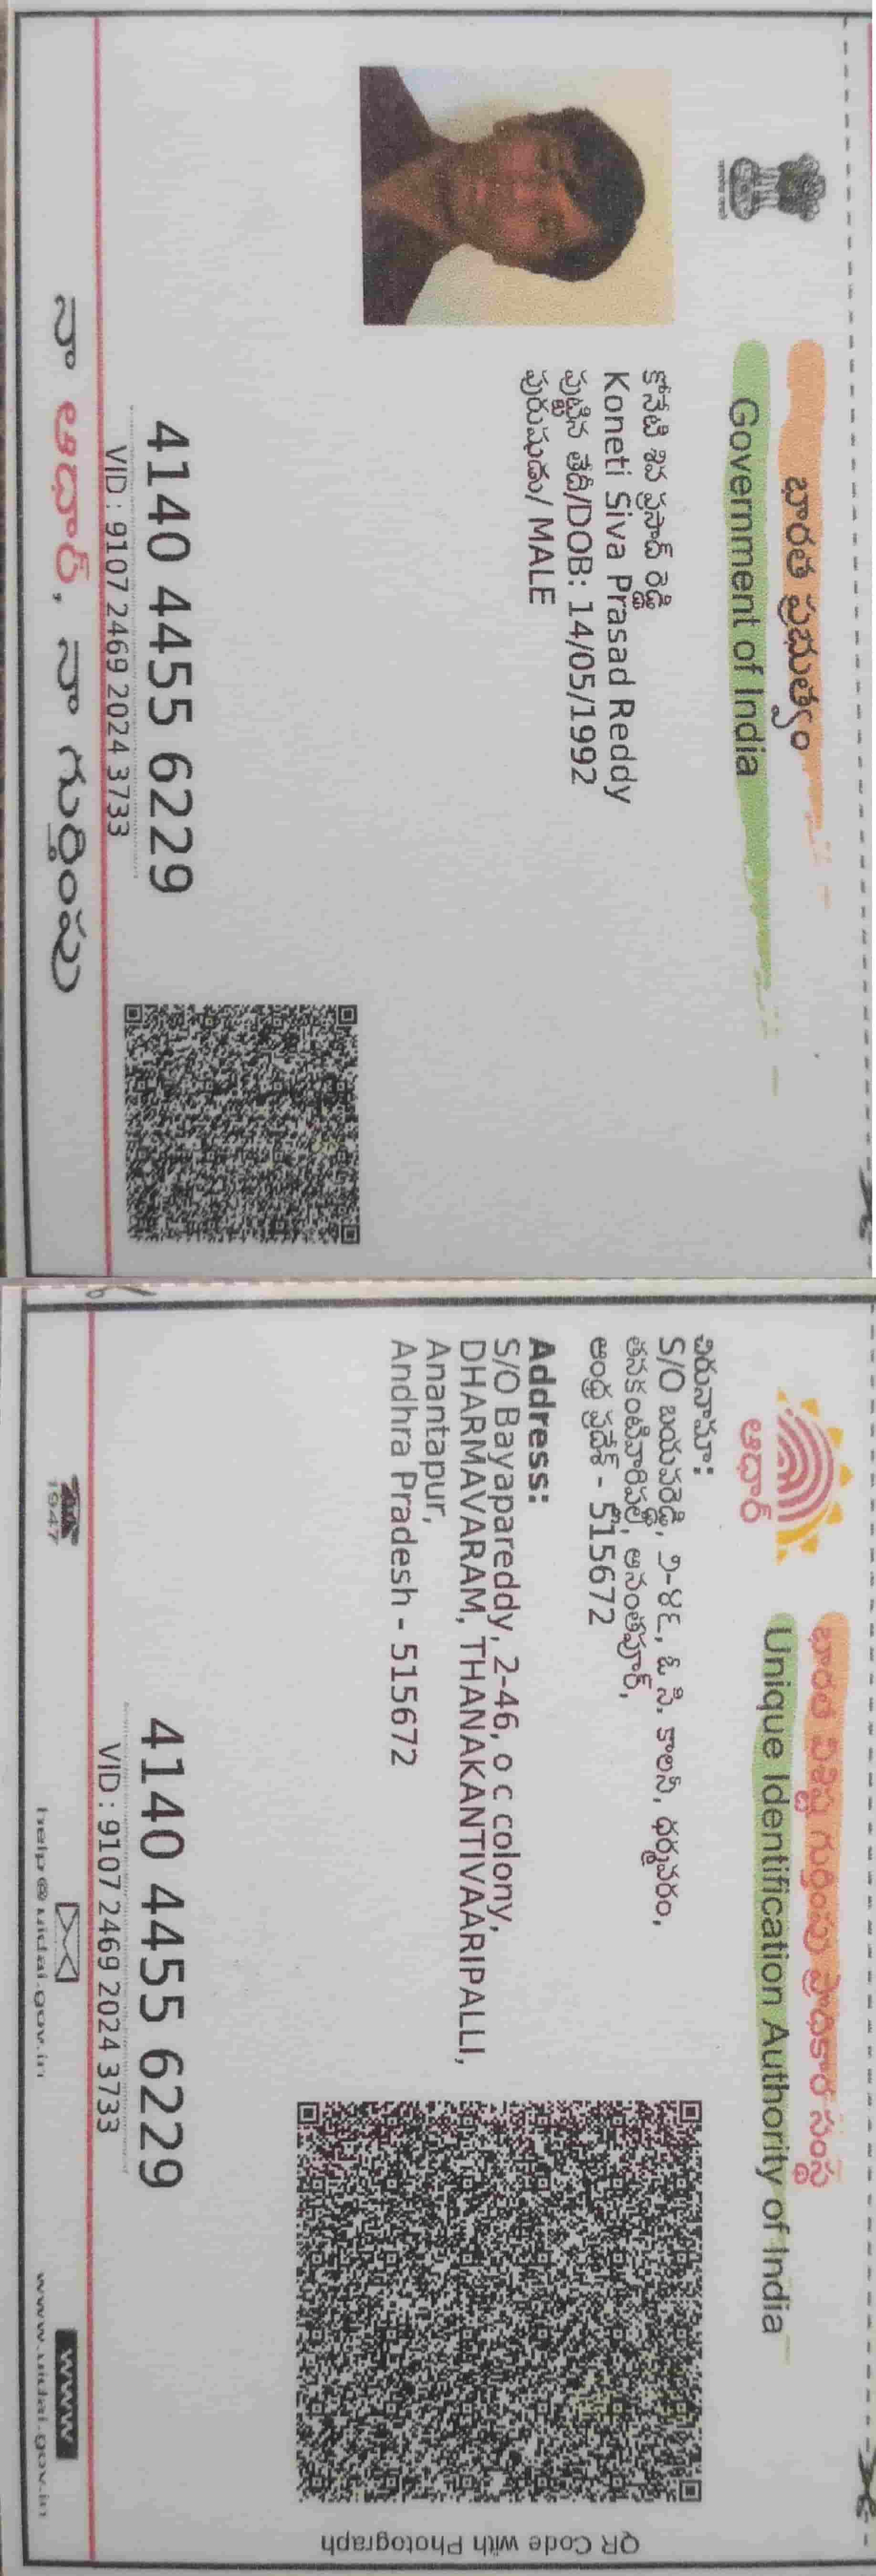 భారత ప్రభుత్వం
Government of India
కోనేటి శివ ప్రసాద్ రెడ్డి
Koneti Siva Prasad Reddy
పుట్టిన తేదీ/DOB: 14/05/1992
పురుషుడు/ MALE
4140 4455 6229
VID : 9107 2469 2024 3733
నా ఆధార్, నా గుర్తింపు
భారత విశిష్ట గుర్తింపు ప్రాధికార సంస్థ
Unique Identification Authority of India
ఆధార్
చిరునామా:
S/O బయపరెడ్డి, ౨-౪౬, ఓ సి. కాలనీ, ధర్మవరం,
తనకంటివారిపల్లి, అనంతపూర్,
ఆంధ్ర ప్రదేశ్ - 515672
Address:
S/O Bayapareddy, 2-46, o c colony,
DHARMAVARAM, THANAKANTIVAARIPALLI,
Anantapur,
Andhra Pradesh - 515672
QR Code with Photograph
4140 4455 6229
VID : 9107 2469 2024 3733
1947
help@uidai.gov.in
www
www.uidai.gov.in